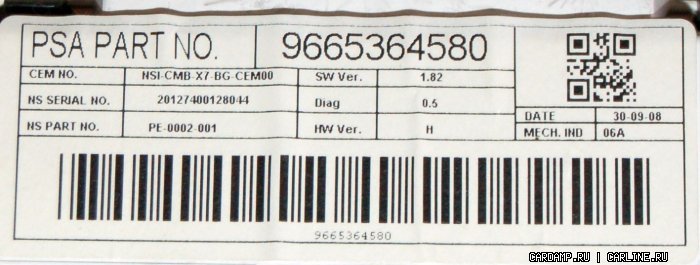 PSA PART NO. 9665364580
CEM NO. NSI-CMB-X7-BG-CEM00 SW Ver. 1.82
NS SERIAL NO. 20127400128044 Diag 0.5
DATE 30-09-08
NS PART NO. PE-0002-001 HW Ver. H
MECH. IND 06A
9665364580
CARDAMP.RU | CARLINE.RU